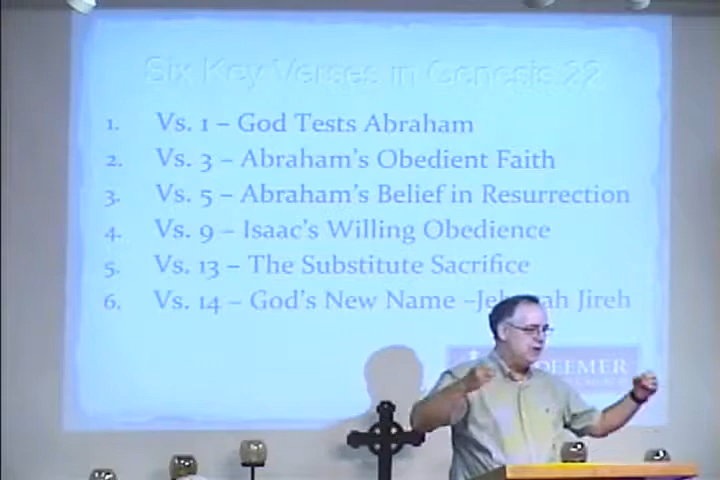 Six Key Verses in Genesis 22
1. Vs. 1 – God Tests Abraham
2. Vs. 3 – Abraham's Obedient Faith
3. Vs. 5 – Abraham's Belief in Resurrection
4. Vs. 9 – Isaac's Willing Obedience
5. Vs. 13 – The Substitute Sacrifice
6. Vs. 14 – God's New Name – Jireh
DEEMER